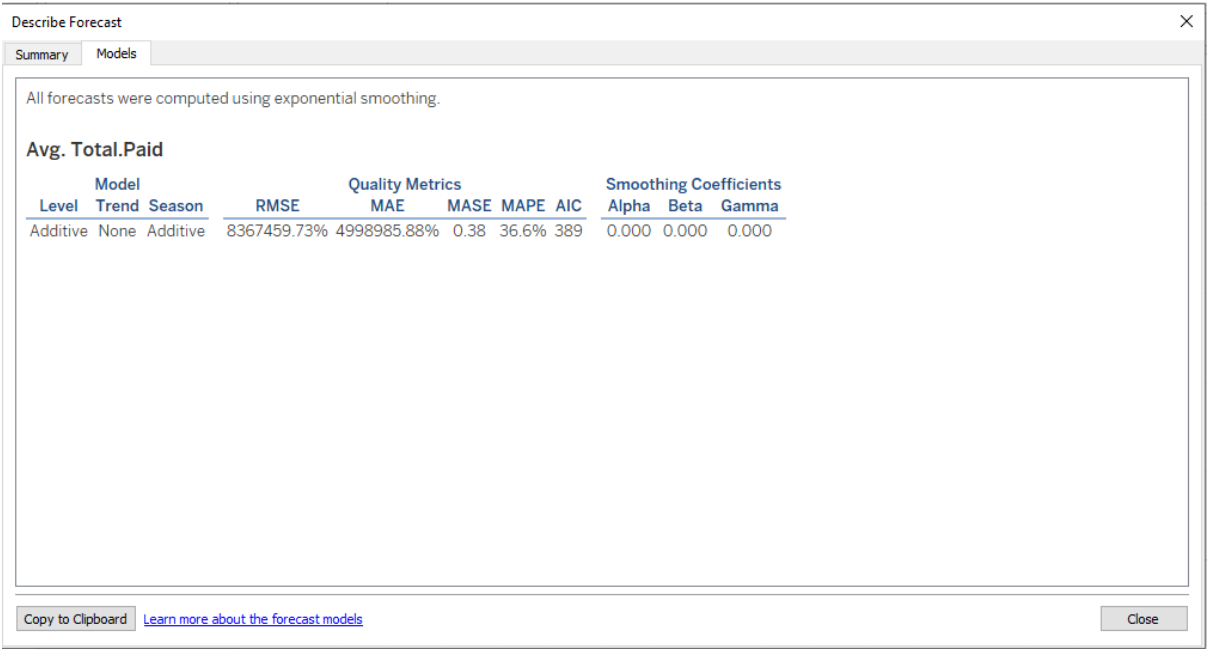 Describe Forecast
Summary Models
All forecasts were computed using exponential smoothing.
Avg. Total.Paid
Model Quality Metrics Smoothing Coefficients
Level Trend Season RMSE MAE MASE MAPE AIC Alpha Beta Gamma
Additive None Additive 8367459.73% 4998985.88% 0.38 36.6% 389 0.000 0.000 0.000
Copy to Clipboard Learn more about the forecast models Close